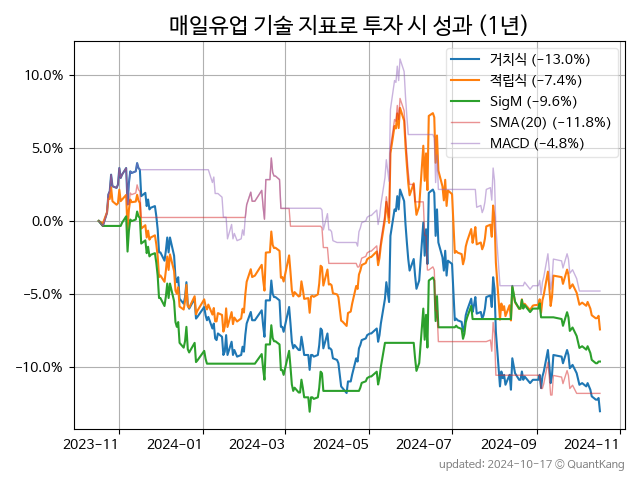 매일유업 기술 지표로 투자 시 성과 (1년)
거치식 (−13.0%)
적립식 (−7.4%)
SigM (−9.6%)
SMA(20) (−11.8%)
MACD (−4.8%)
10.0%
5.0%
0.0%
−5.0%
−10.0%
2023-11 2024-01 2024-03 2024-05 2024-07 2024-09 2024-11
updated: 2024-10-17 © QuantKang